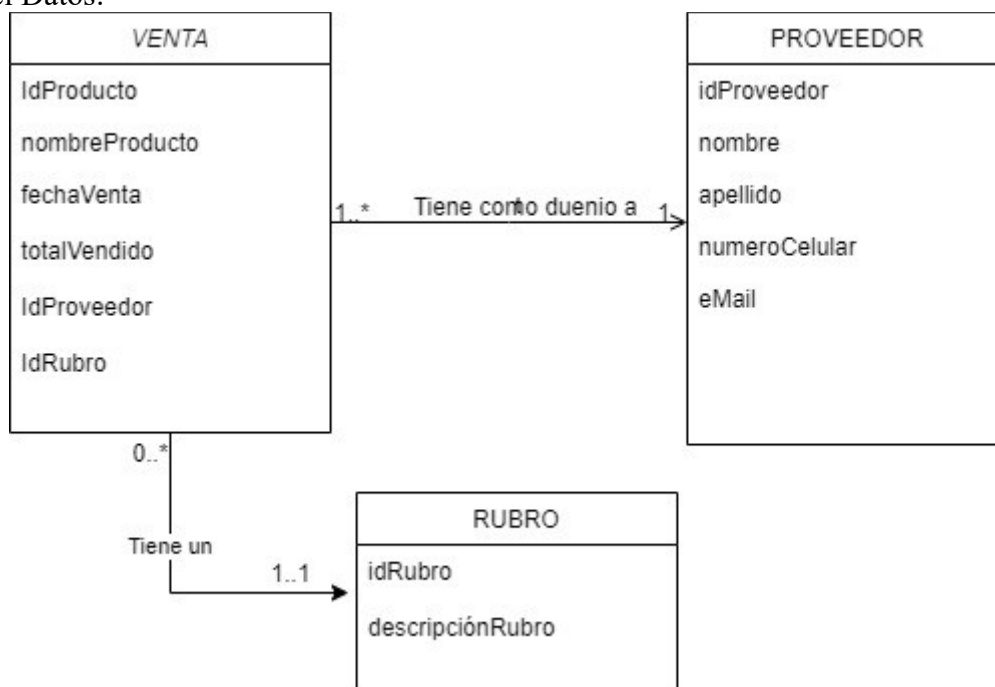 VENTA
IdProducto
nombreProducto
fechaVenta
totalVendido
IdProveedor
IdRubro
1..*
Tiene como duenio a
1
PROVEEDOR
idProveedor
nombre
apellido
numeroCelular
eMail
0..*
Tiene un
1..1
RUBRO
idRubro
descripciónRubro